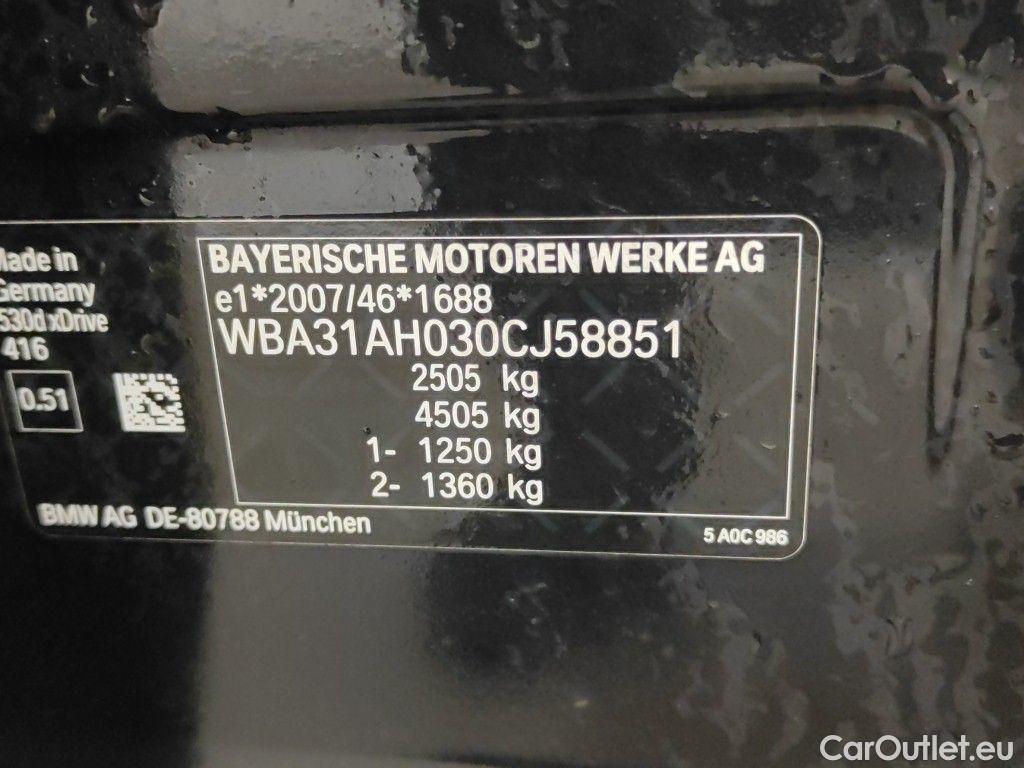 Made in
Germany
530d xDrive
416
0.51
BAYERISCHE MOTOREN WERKE AG
e1*2007/46*1688
WBA31AH030CJ58851
2505 kg
4505 kg
1- 1250 kg
2- 1360 kg
BMW AG DE-80788 München
5 A0C 986
CarOutlet.eu